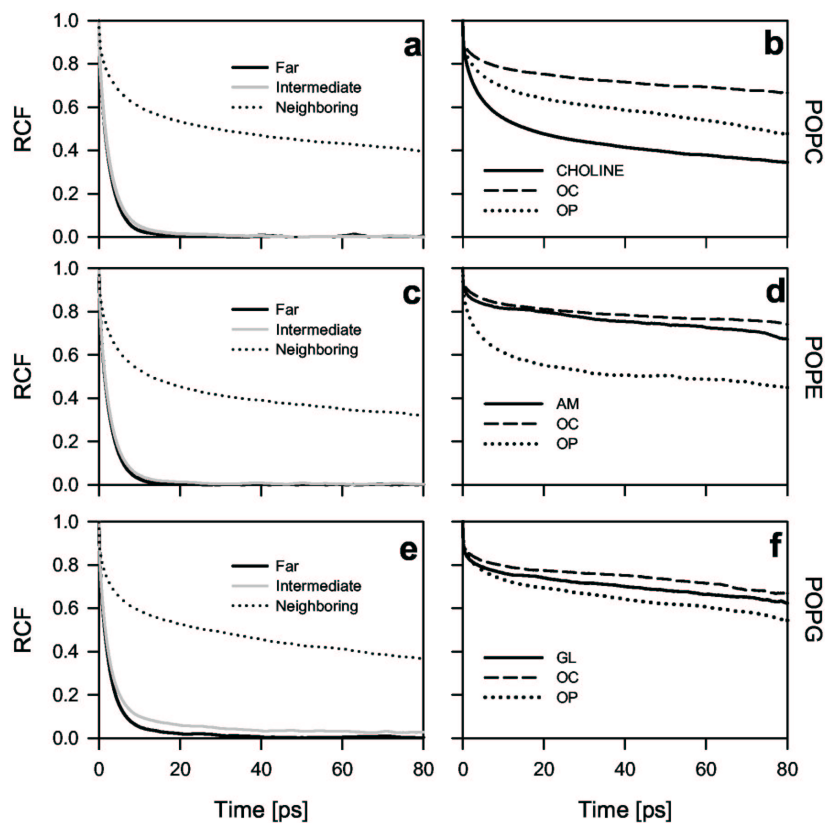 1.0
0.8
0.6
0.4
0.2
0.0
RCF
a
Far
Intermediate
Neighboring
b
CHOLINE
OC
OP
POPC
1.0
0.8
0.6
0.4
0.2
0.0
RCF
c
Far
Intermediate
Neighboring
d
AM
OC
OP
POPE
1.0
0.8
0.6
0.4
0.2
0.0
RCF
e
Far
Intermediate
Neighboring
f
GL
OC
OP
POPG
0 20 40 60 80
0 20 40 60 80
Time [ps]
Time [ps]